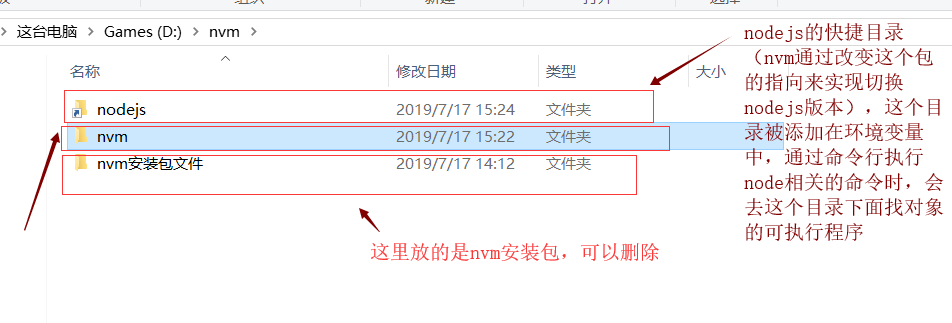 这台电脑 > Games (D:) > nvm >
名称 修改日期 类型 大小
nodejs 2019/7/17 15:24 文件夹
nvm 2019/7/17 15:22 文件夹
nvm安装包文件 2019/7/17 14:12 文件夹
nodejs的快捷目录
（nvm通过改变这个包
的指向来实现切换
nodejs版本），这个目
录被添加在环境变量
中，通过命令行执行
node相关的命令时，会
去这个目录下面找对象
的可执行程序
这里放的是nvm安装包，可以删除